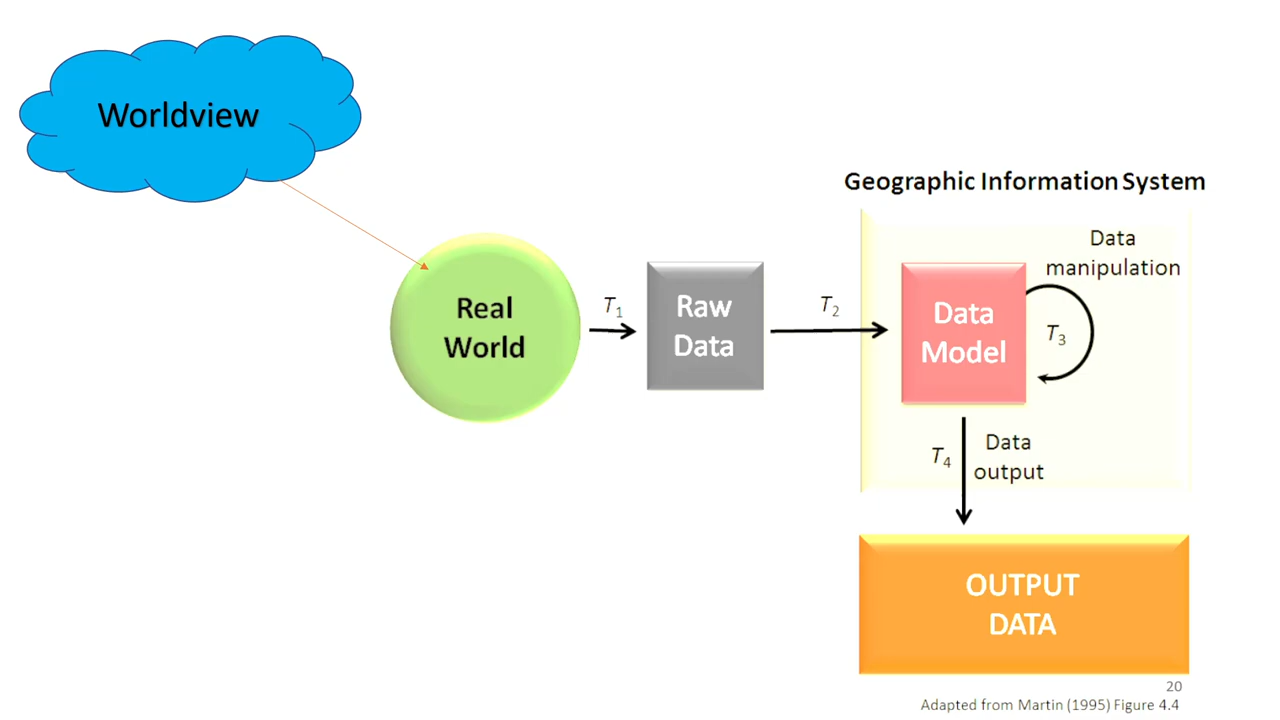 Worldview
Geographic Information System
Data
manipulation
Real
World
T1
Raw
Data
T2
Data
Model
T3
T4
Data
output
OUTPUT
DATA
20
Adapted from Martin (1995) Figure 4.4